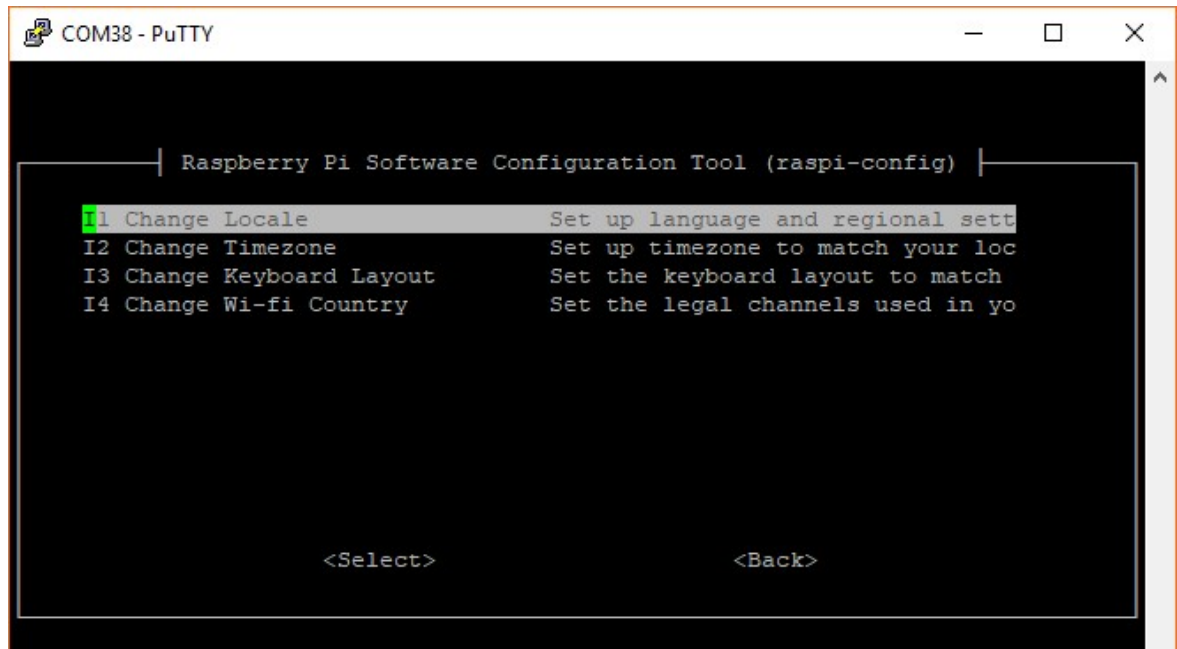 COM38 - PuTTY
Raspberry Pi Software Configuration Tool (raspi-config)
I1 Change Locale Set up language and regional sett
I2 Change Timezone Set up timezone to match your loc
I3 Change Keyboard Layout Set the keyboard layout to match
I4 Change Wi-fi Country Set the legal channels used in yo
<Select> <Back>